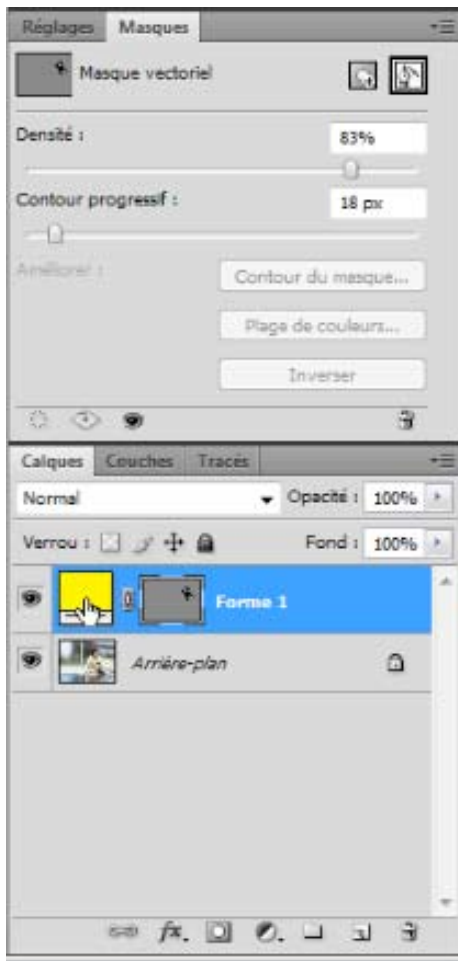 Réglages Masques
Masque vectoriel
Densité : 83%
Contour progressif : 18 px
Améliorer : Contour du masque...
Plage de couleurs...
Inverser
Calques Couches Tracés
Normal Opacité : 100%
Verrou : Fond : 100%
Forme 1
Arrière-plan
fx.